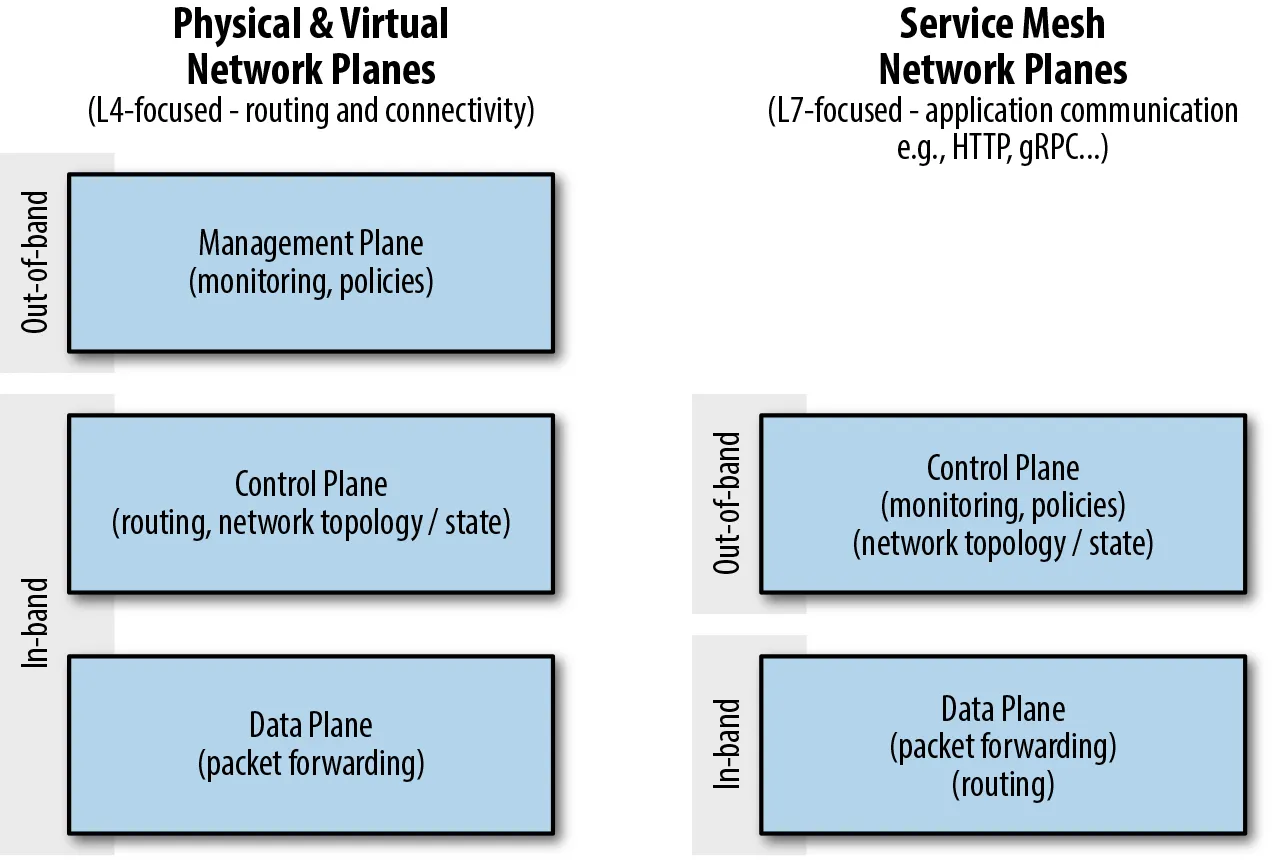 Physical & Virtual
Network Planes
(L4-focused - routing and connectivity)
Out-of-band
Management Plane
(monitoring, policies)
In-band
Control Plane
(routing, network topology / state)
Data Plane
(packet forwarding)
Service Mesh
Network Planes
(L7-focused - application communication
e.g., HTTP, gRPC...)
Out-of-band
Control Plane
(monitoring, policies)
(network topology / state)
In-band
Data Plane
(packet forwarding)
(routing)